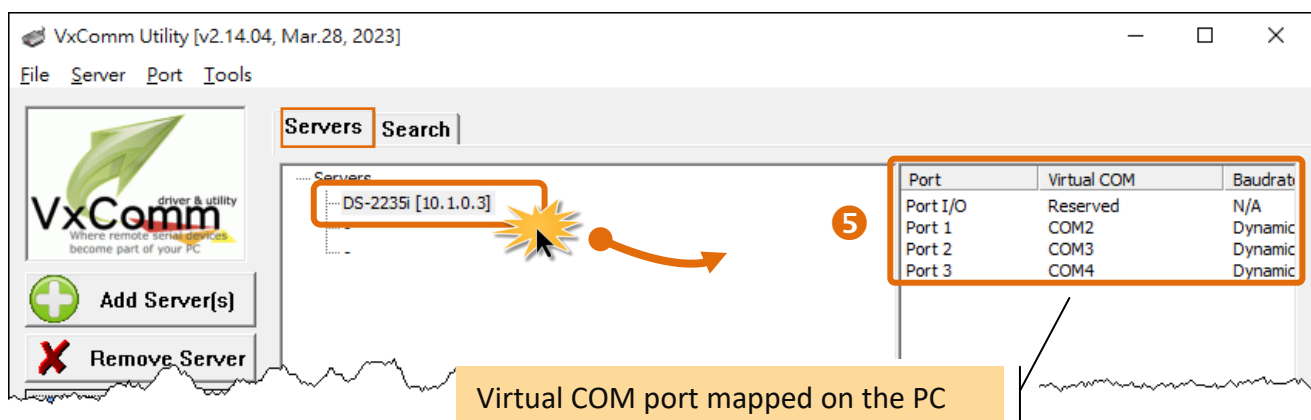 VxComm Utility [v2.14.04, Mar.28, 2023]
File Server Port Tools
VxComm
driver & utility
Where remote serial devices
become part of your PC
Add Server(s)
Remove Server
Servers Search
Servers
DS-2235i [10.1.0.3]
5
Port Virtual COM Baudrat
Port I/O Reserved N/A
Port 1 COM2 Dynamic
Port 2 COM3 Dynamic
Port 3 COM4 Dynamic
Virtual COM port mapped on the PC